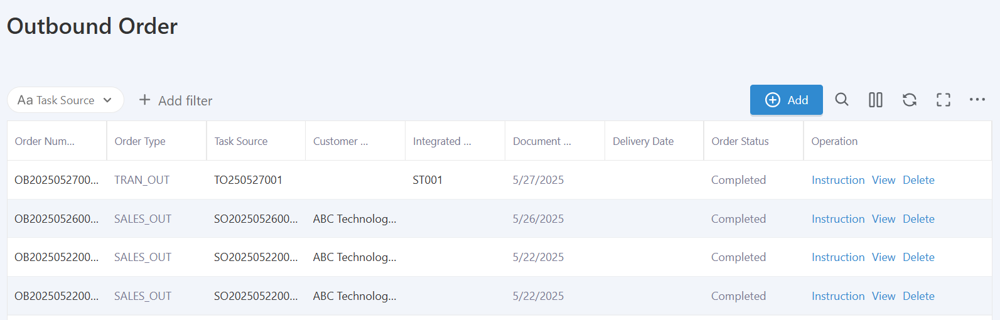 Outbound Order
Aa Task Source + Add filter Add
Order Num... Order Type Task Source Customer ... Integrated ... Document ... Delivery Date Order Status Operation
OB2025052700... TRAN_OUT TO250527001 ST001 5/27/2025 Completed Instruction View Delete
OB2025052600... SALES_OUT SO2025052600... ABC Technolog... 5/26/2025 Completed Instruction View Delete
OB2025052200... SALES_OUT SO2025052200... ABC Technolog... 5/22/2025 Completed Instruction View Delete
OB2025052200... SALES_OUT SO2025052200... ABC Technolog... 5/22/2025 Completed Instruction View Delete